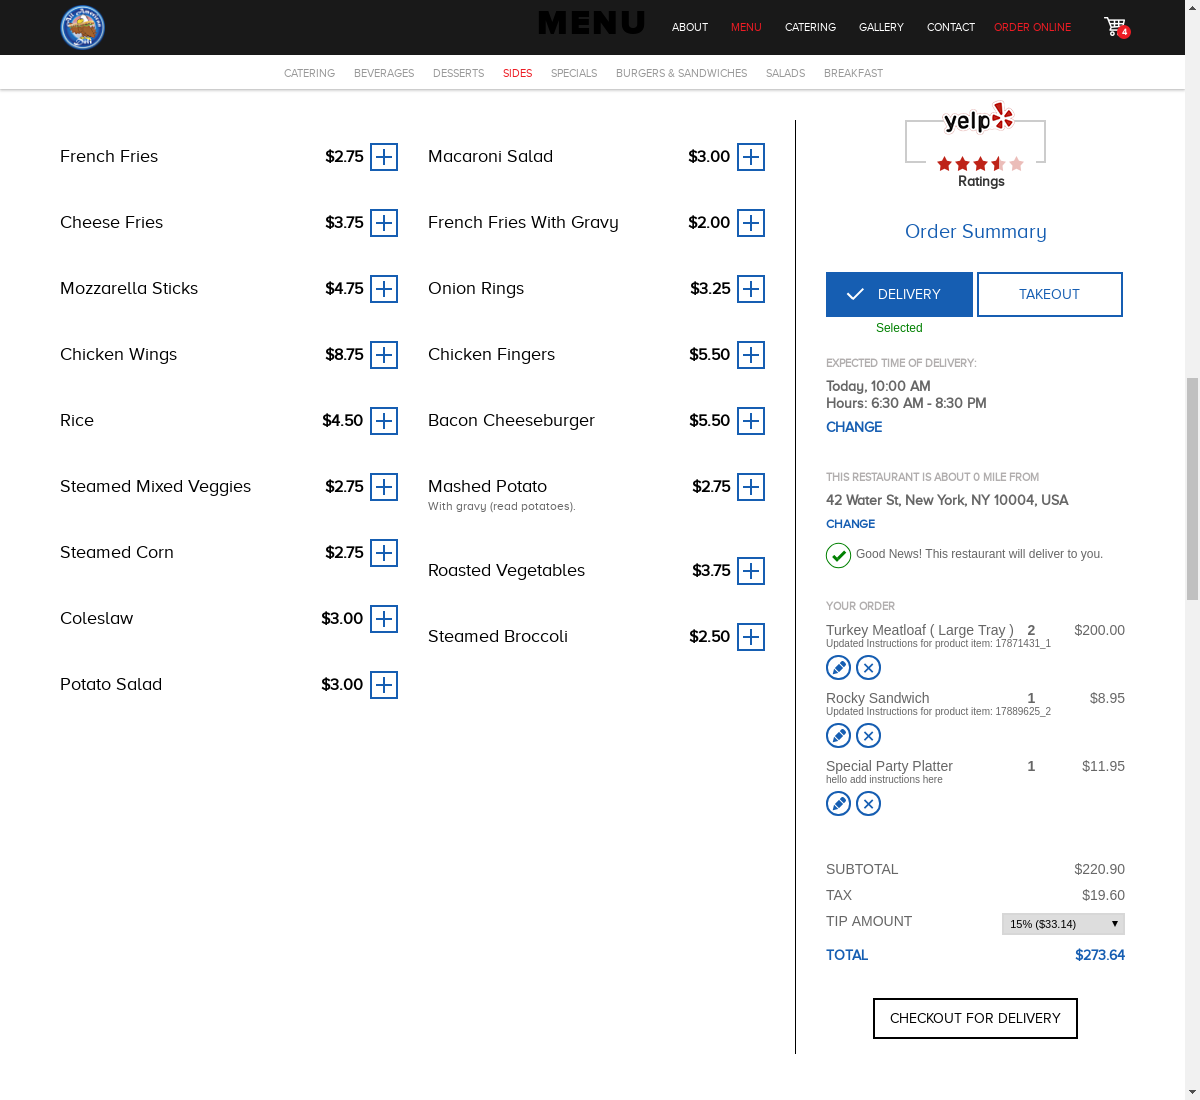 MENU
ABOUT
MENU
CATERING
GALLERY
CONTACT
ORDER ONLINE
4
CATERING
BEVERAGES
DESSERTS
SIDES
SPECIALS
BURGERS & SANDWICHES
SALADS
BREAKFAST
French Fries $2.75
Cheese Fries $3.75
Mozzarella Sticks $4.75
Chicken Wings $8.75
Rice $4.50
Steamed Mixed Veggies $2.75
Steamed Corn $2.75
Coleslaw $3.00
Potato Salad $3.00
Macaroni Salad $3.00
French Fries With Gravy $2.00
Onion Rings $3.25
Chicken Fingers $5.50
Bacon Cheeseburger $5.50
Mashed Potato $2.75
With gravy (read potatoes).
Roasted Vegetables $3.75
Steamed Broccoli $2.50
yelp
Ratings
Order Summary
DELIVERY
TAKEOUT
Selected
EXPECTED TIME OF DELIVERY:
Today, 10:00 AM
Hours: 6:30 AM - 8:30 PM
CHANGE
THIS RESTAURANT IS ABOUT 0 MILE FROM
42 Water St, New York, NY 10004, USA
CHANGE
Good News! This restaurant will deliver to you.
YOUR ORDER
Turkey Meatloaf ( Large Tray ) 2 $200.00
Updated Instructions for product item: 17871431_1
Rocky Sandwich 1 $8.95
Updated Instructions for product item: 17889625_2
Special Party Platter 1 $11.95
hello add instructions here
SUBTOTAL $220.90
TAX $19.60
TIP AMOUNT 15% ($33.14)
TOTAL $273.64
CHECKOUT FOR DELIVERY